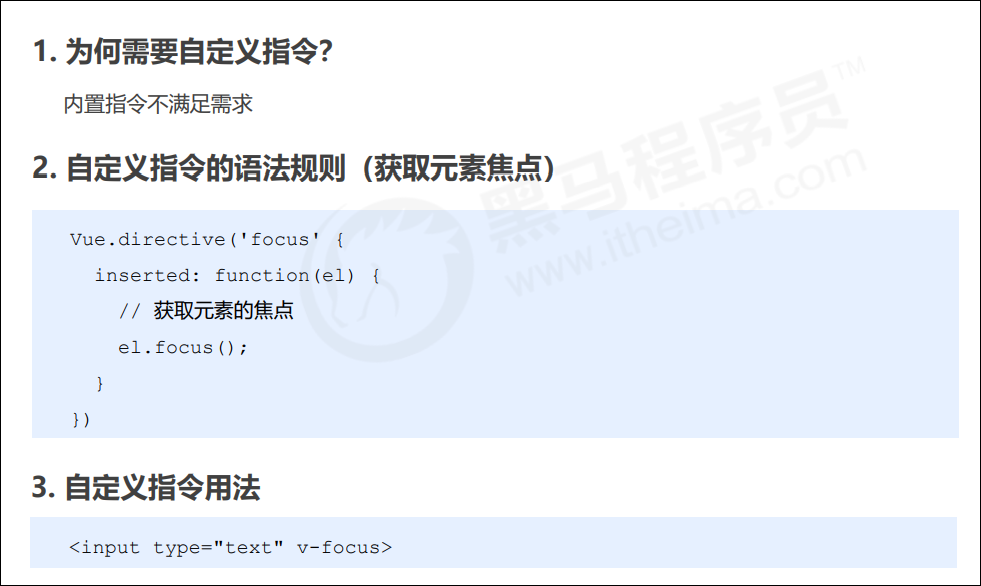 1. 为何需要自定义指令？
内置指令不满足需求
2. 自定义指令的语法规则（获取元素焦点）
Vue.directive('focus' {
inserted: function(el) {
// 获取元素的焦点
el.focus();
}
})
3. 自定义指令用法
<input type="text" v-focus>
黑马程序员™
www.itheima.com